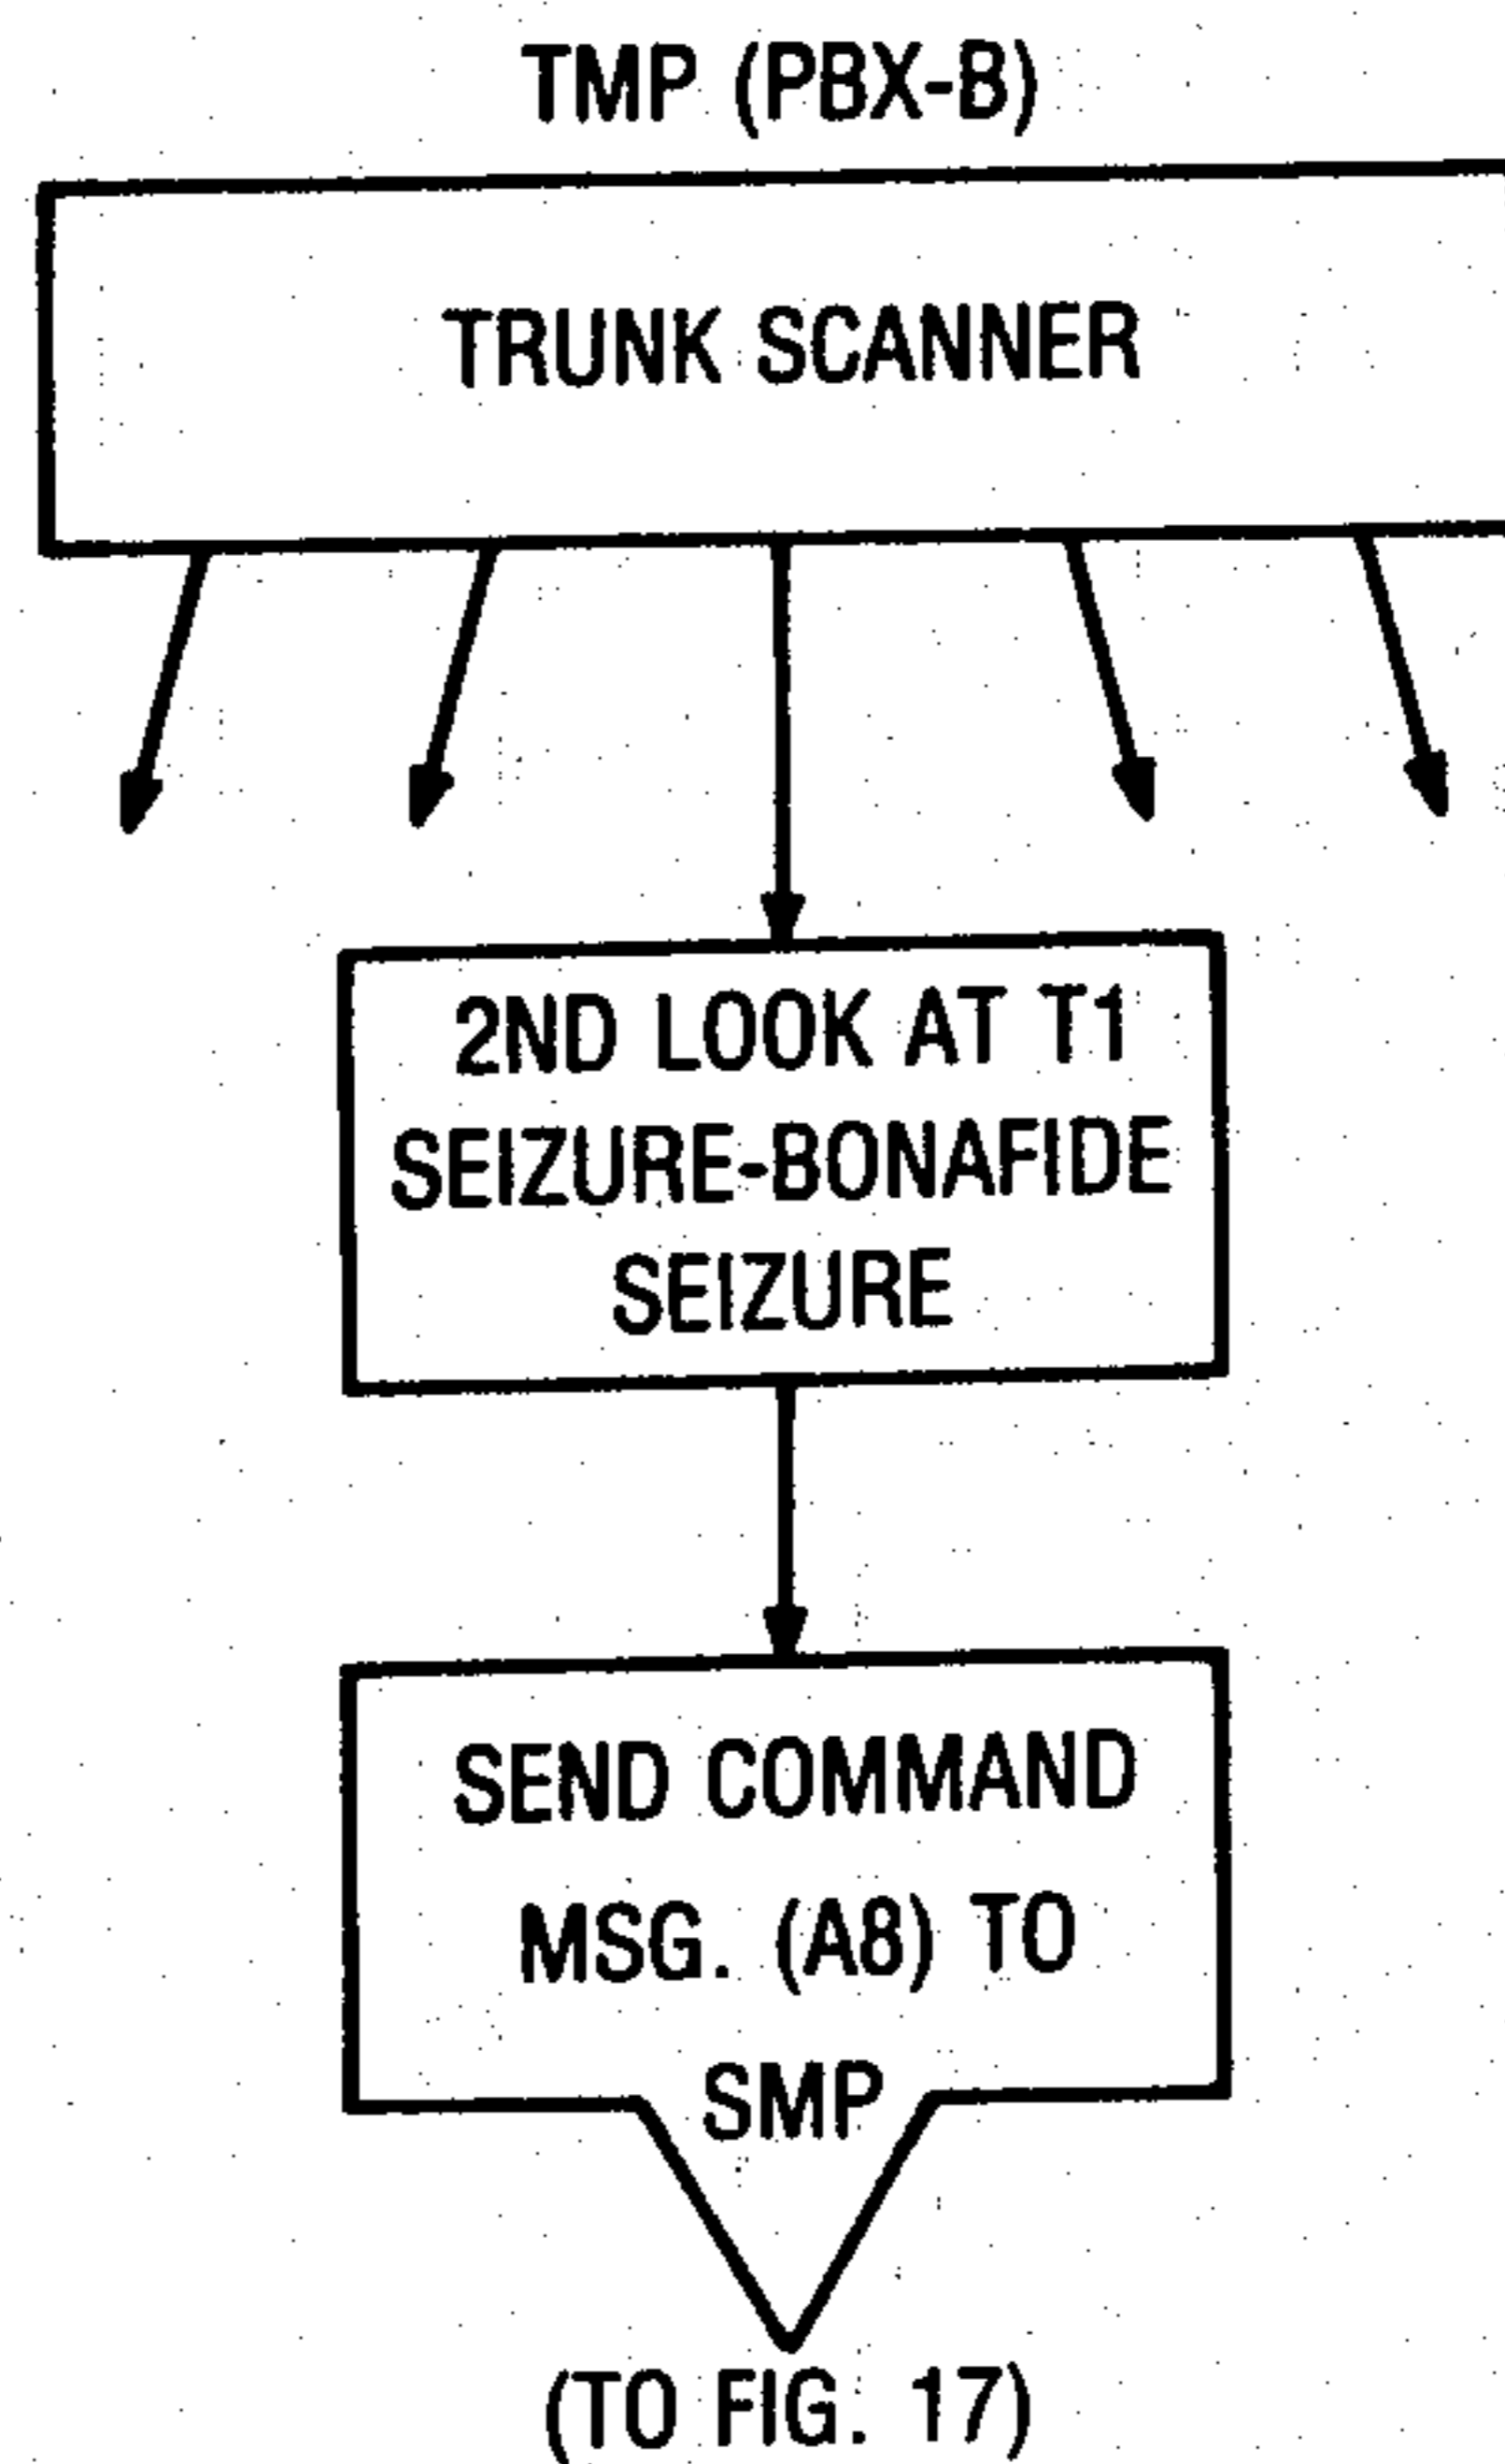 TMP (PBX-B)
TRUNK SCANNER
2ND LOOK AT T1
SEIZURE-BONAFIDE
SEIZURE
SEND COMMAND
MSG. (A8) TO
SMP
(TO FIG. 17)